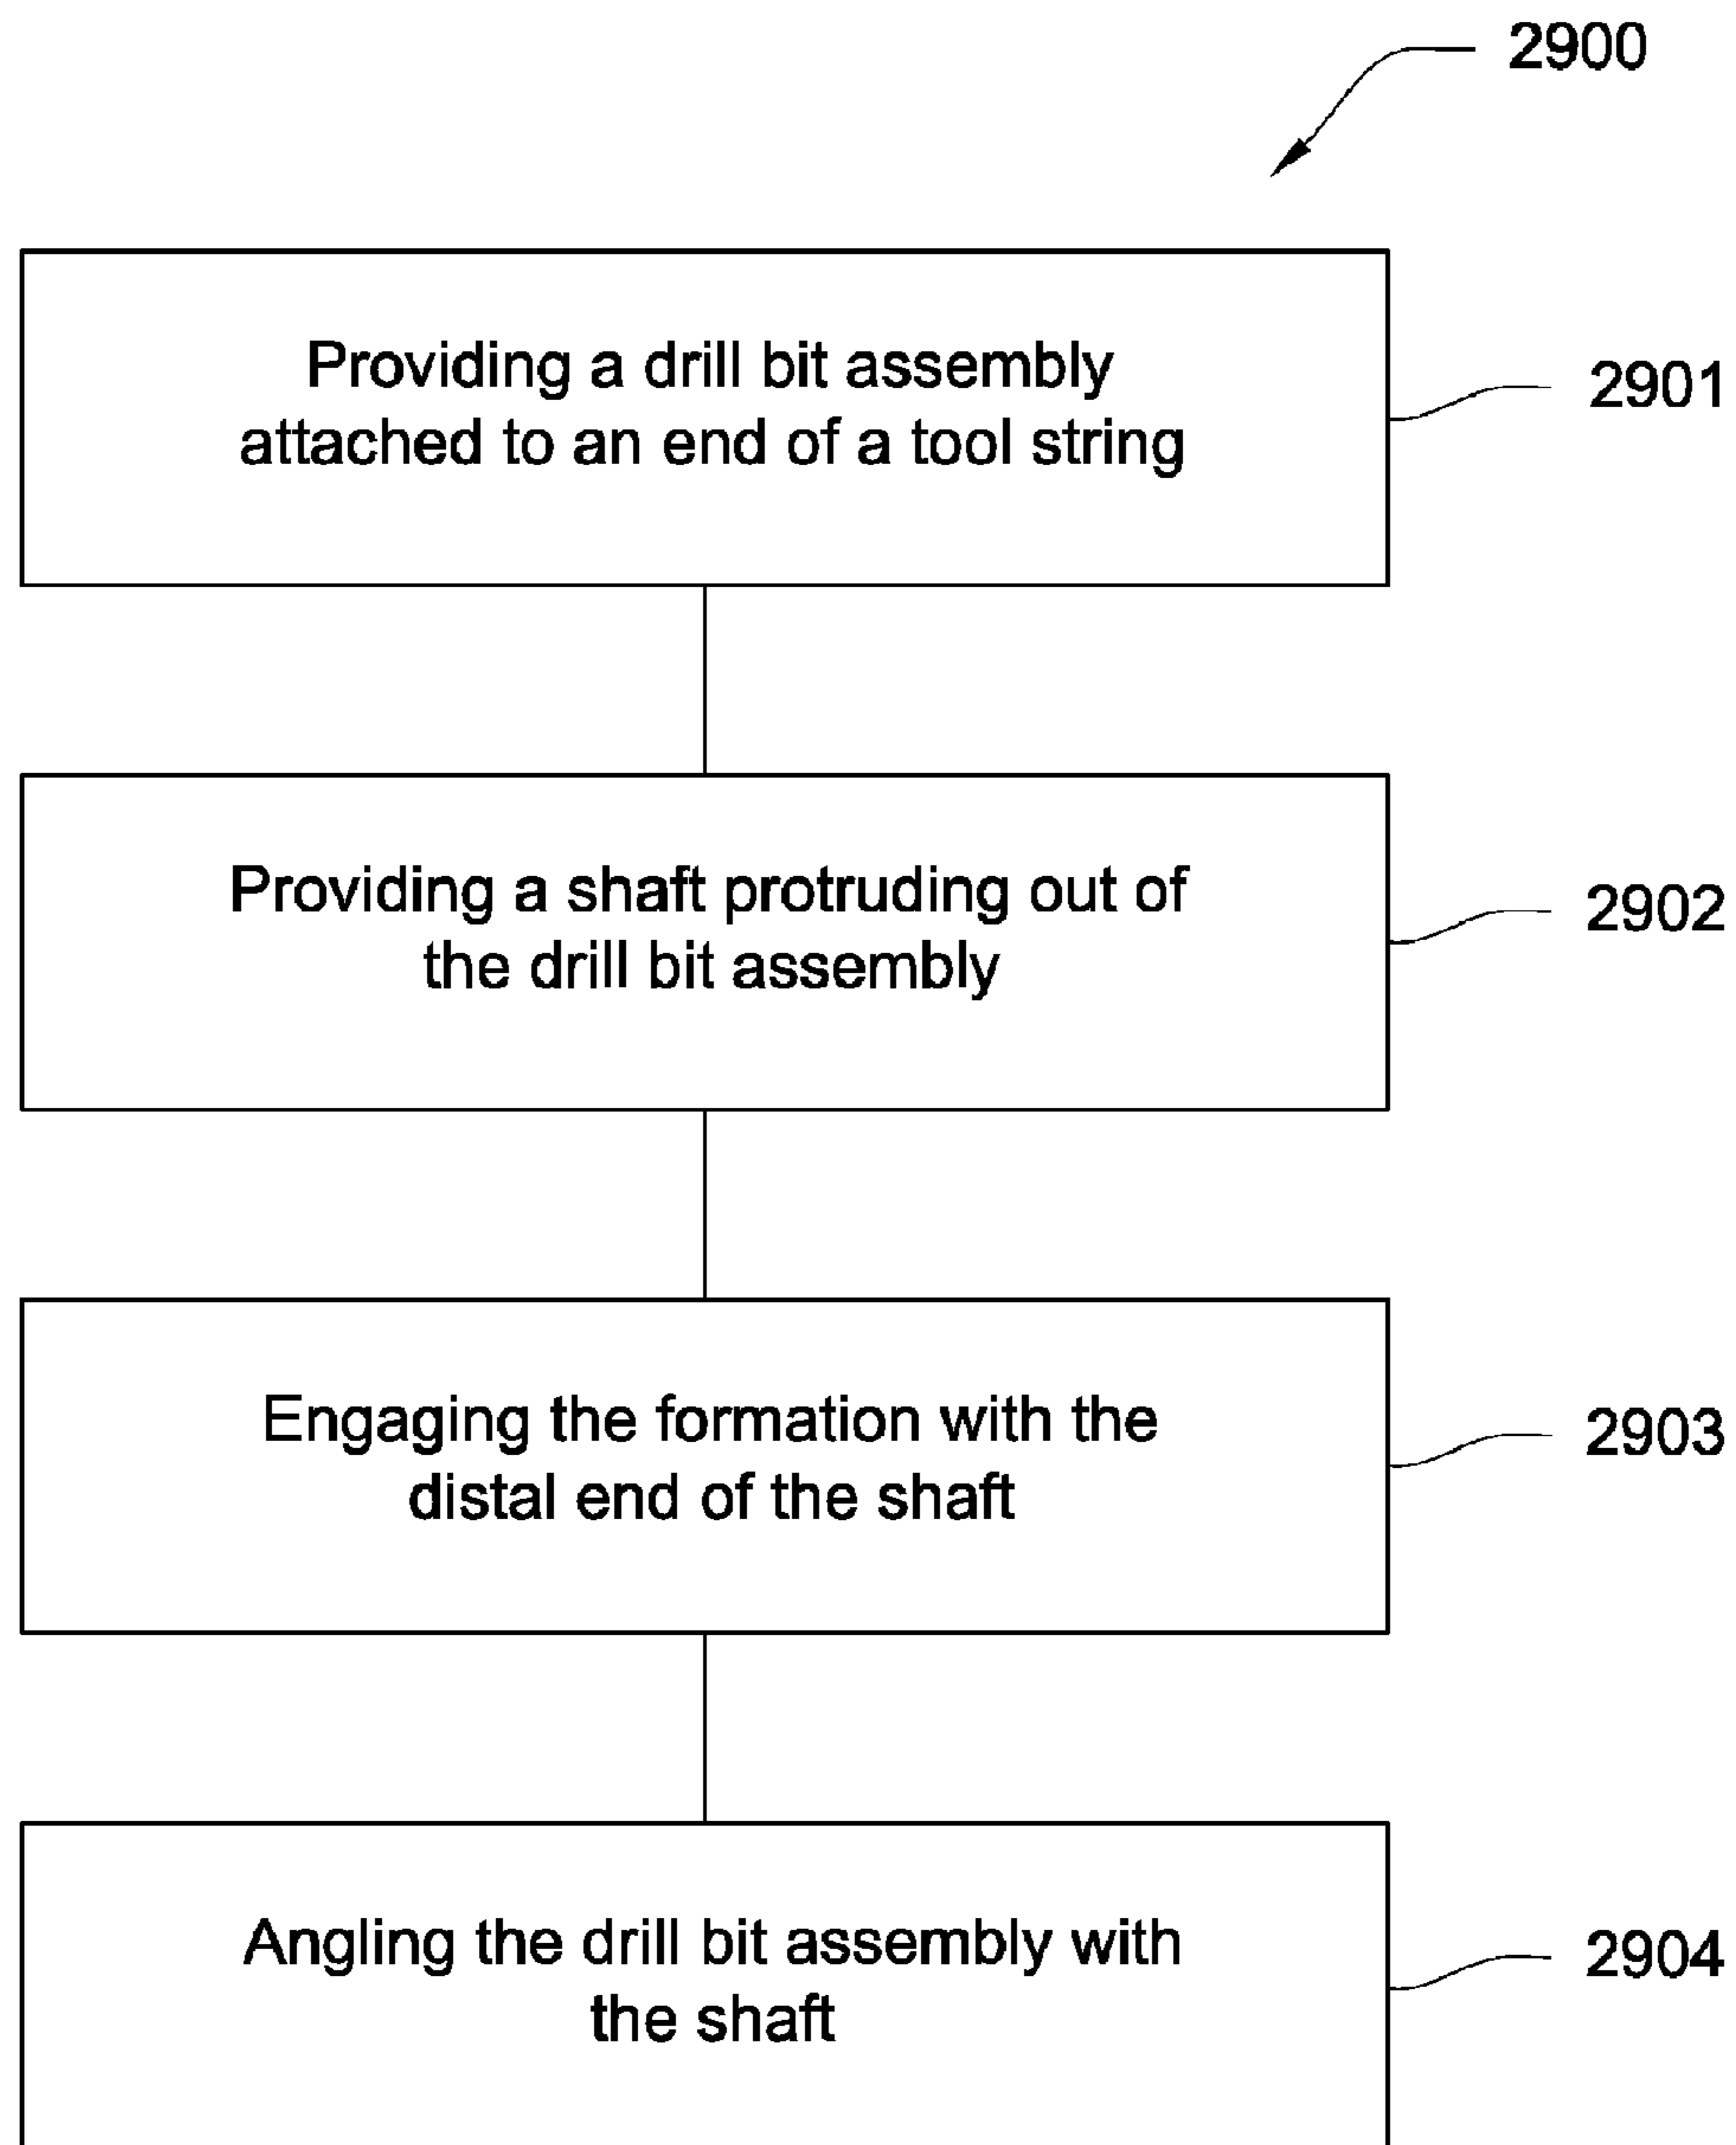 2900
Providing a drill bit assembly
attached to an end of a tool string
2901
Providing a shaft protruding out of
the drill bit assembly
2902
Engaging the formation with the
distal end of the shaft
2903
Angling the drill bit assembly with
the shaft
2904